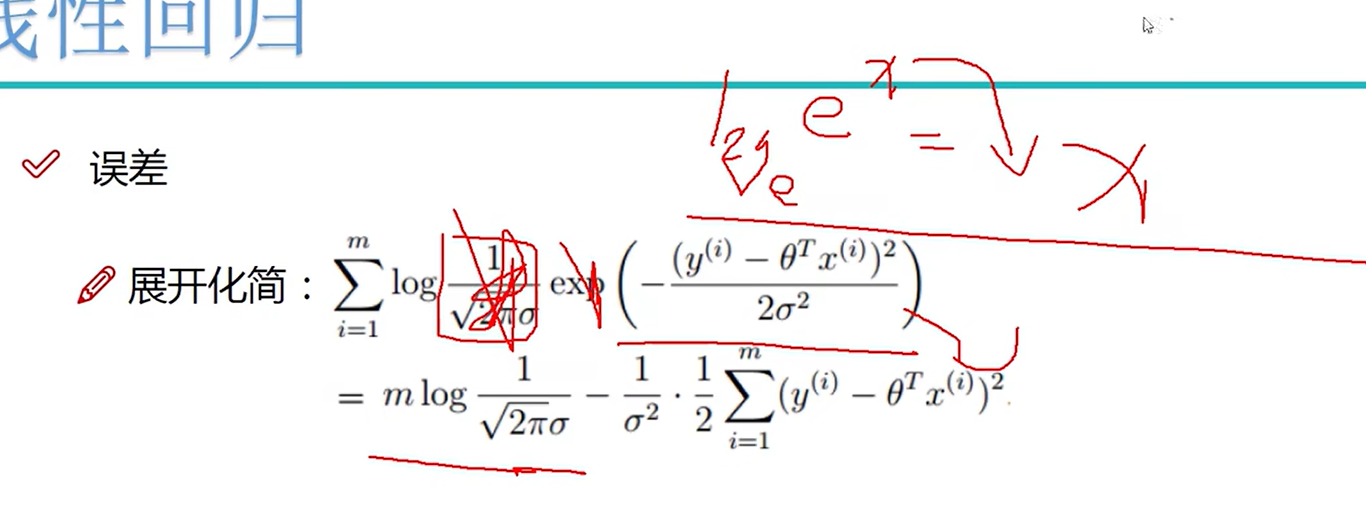 线性回归
log_e e^x = x
误差
展开化简：\sum_{i=1}^{m} \log \frac{1}{\sqrt{2\pi}\sigma} \exp\left(-\frac{(y^{(i)} - \theta^T x^{(i)})^2}{2\sigma^2}\right)
= m \log \frac{1}{\sqrt{2\pi}\sigma} - \frac{1}{\sigma^2} \cdot \frac{1}{2} \sum_{i=1}^{m} (y^{(i)} - \theta^T x^{(i)})^2.